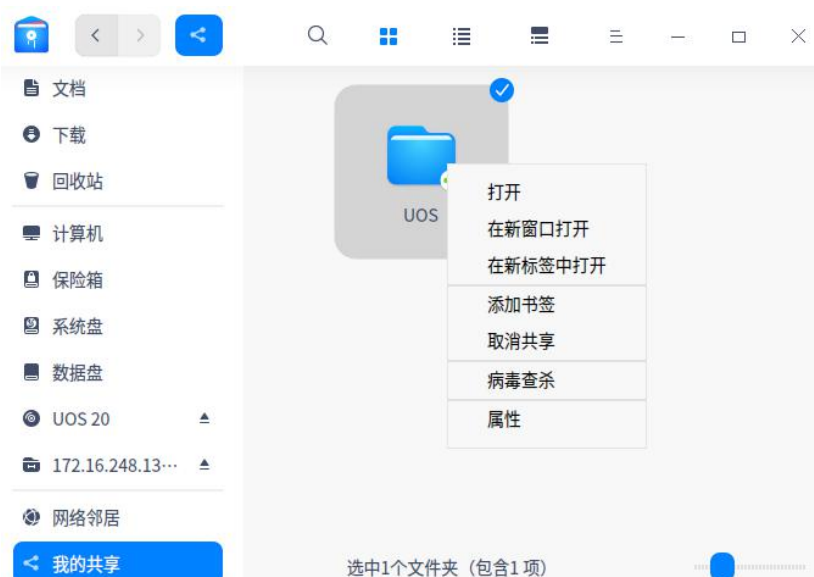 文档
下载
回收站
计算机
保险箱
系统盘
数据盘
UOS 20
172.16.248.13···
网络邻居
我的共享
UOS
打开
在新窗口打开
在新标签中打开
添加书签
取消共享
病毒查杀
属性
选中1个文件夹（包含1 项）